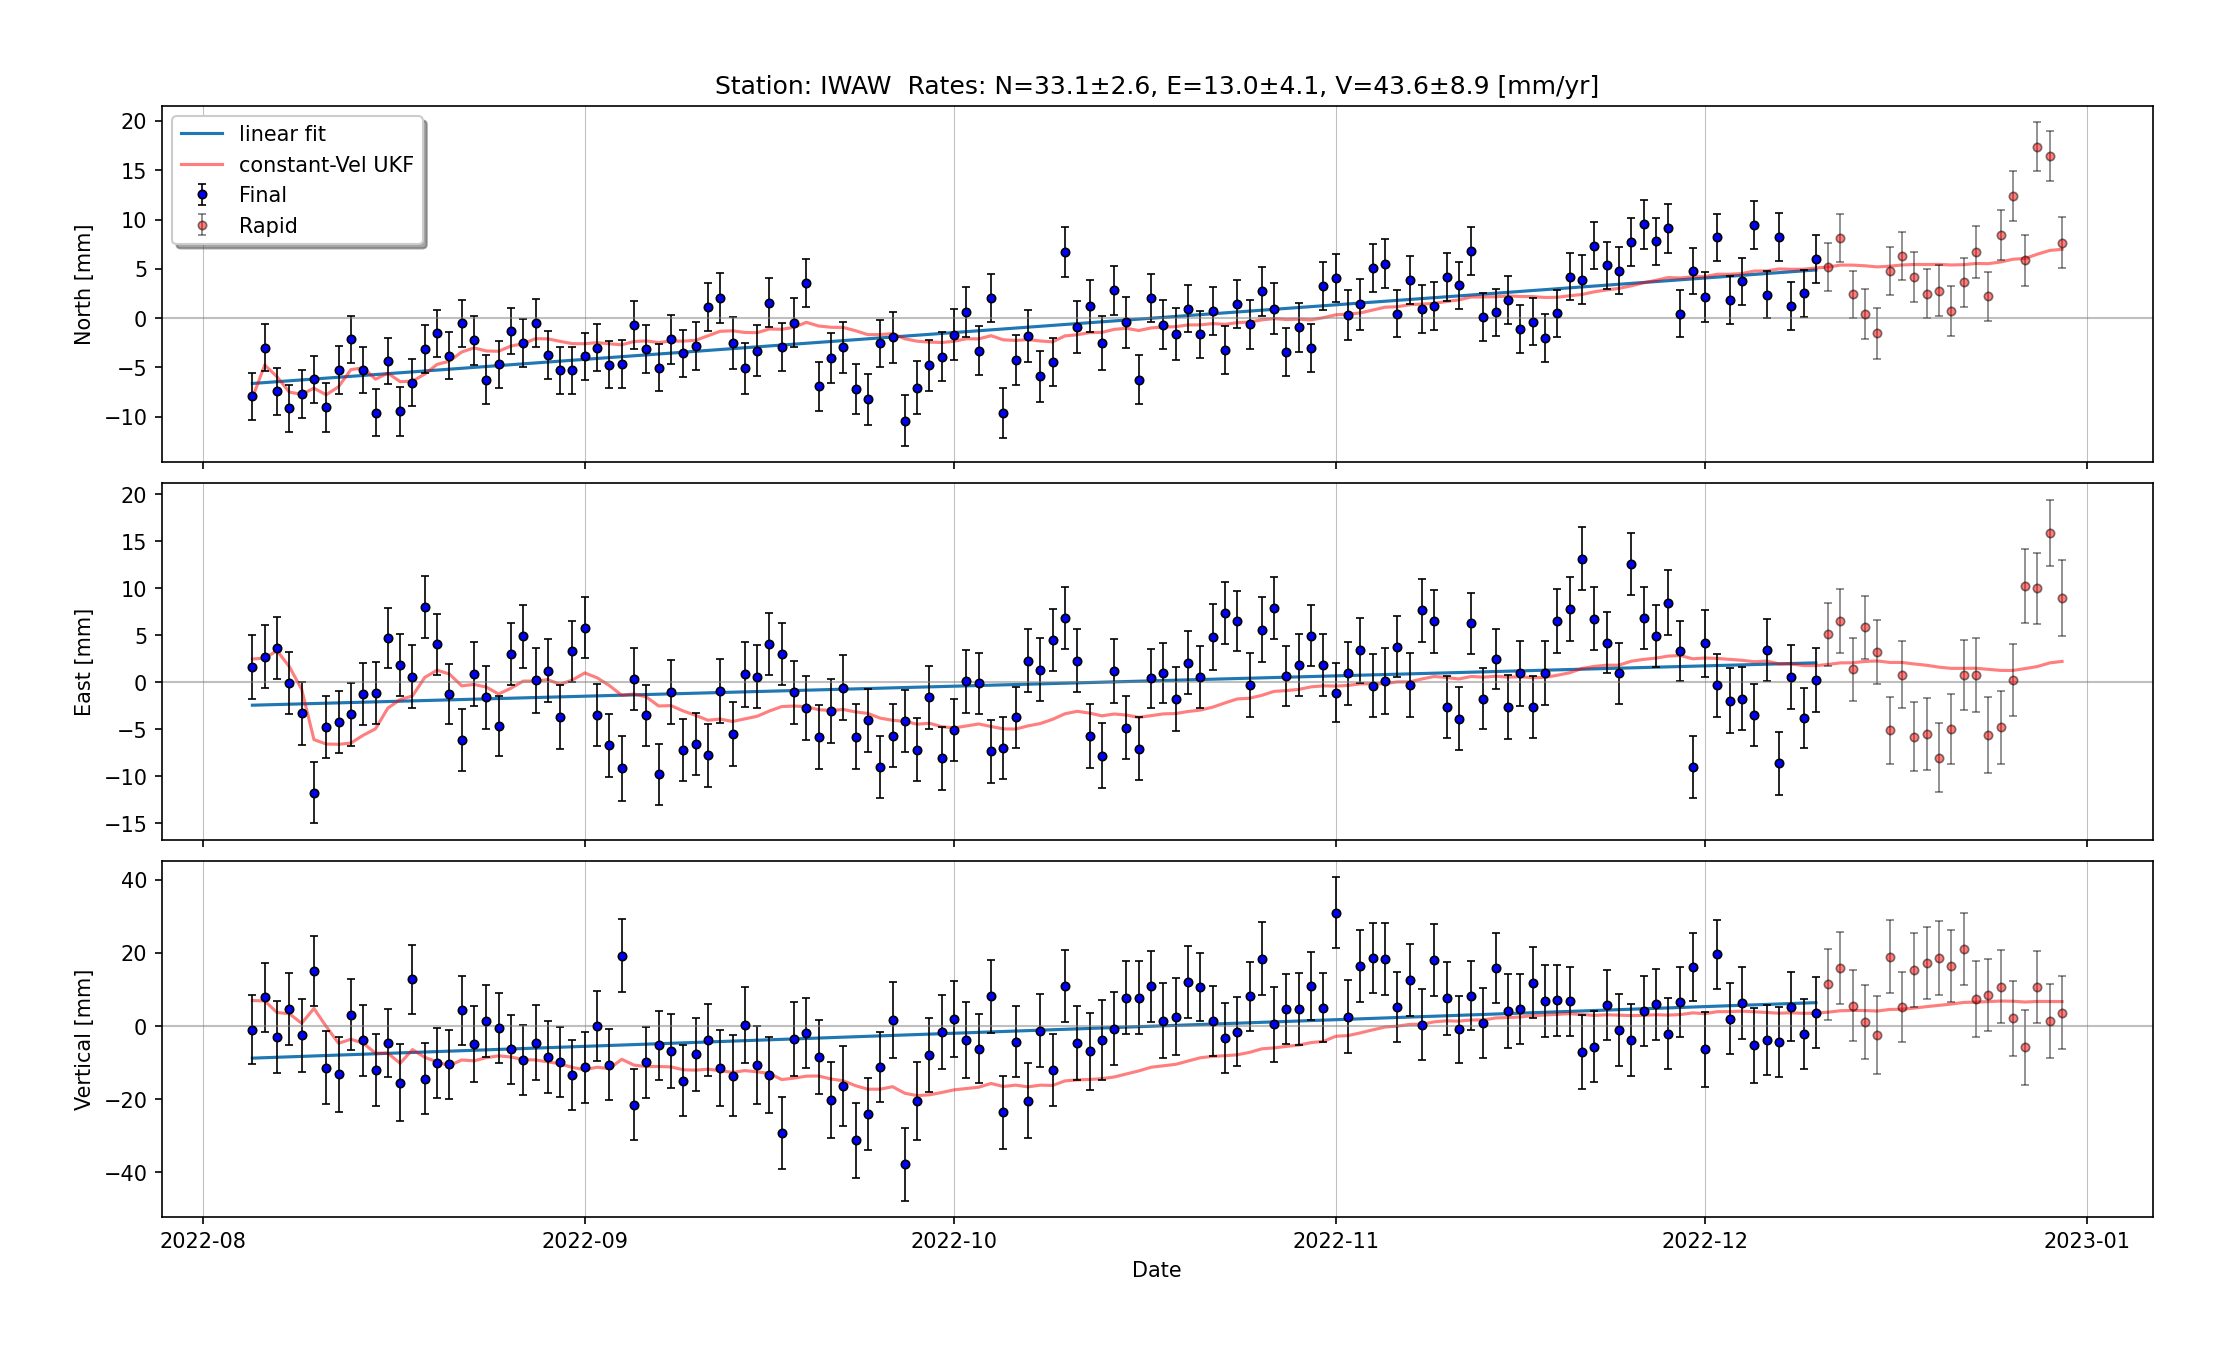 Station: IWAW  Rates: N=33.1±2.6, E=13.0±4.1, V=43.6±8.9 [mm/yr]
20
15
10
5
0
−5
−10
North [mm]
linear fit
constant-Vel UKF
Final
Rapid
20
15
10
5
0
−5
−10
−15
East [mm]
40
20
0
−20
−40
Vertical [mm]
2022-08 2022-09 2022-10 2022-11 2022-12 2023-01
Date